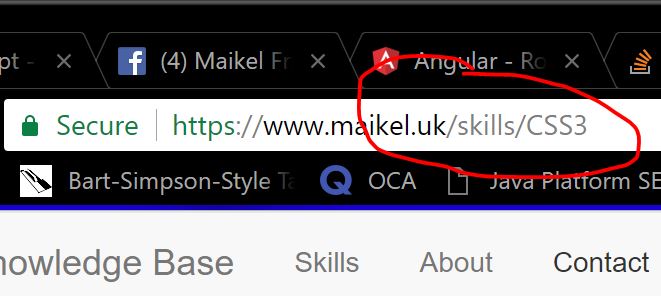 pt - (4) Maikel Fr Angular - Ro
Secure https://www.maikel.uk/skills/CSS3
Bart-Simpson-Style Ta OCA Java Platform SE
nowledge Base Skills About Contact